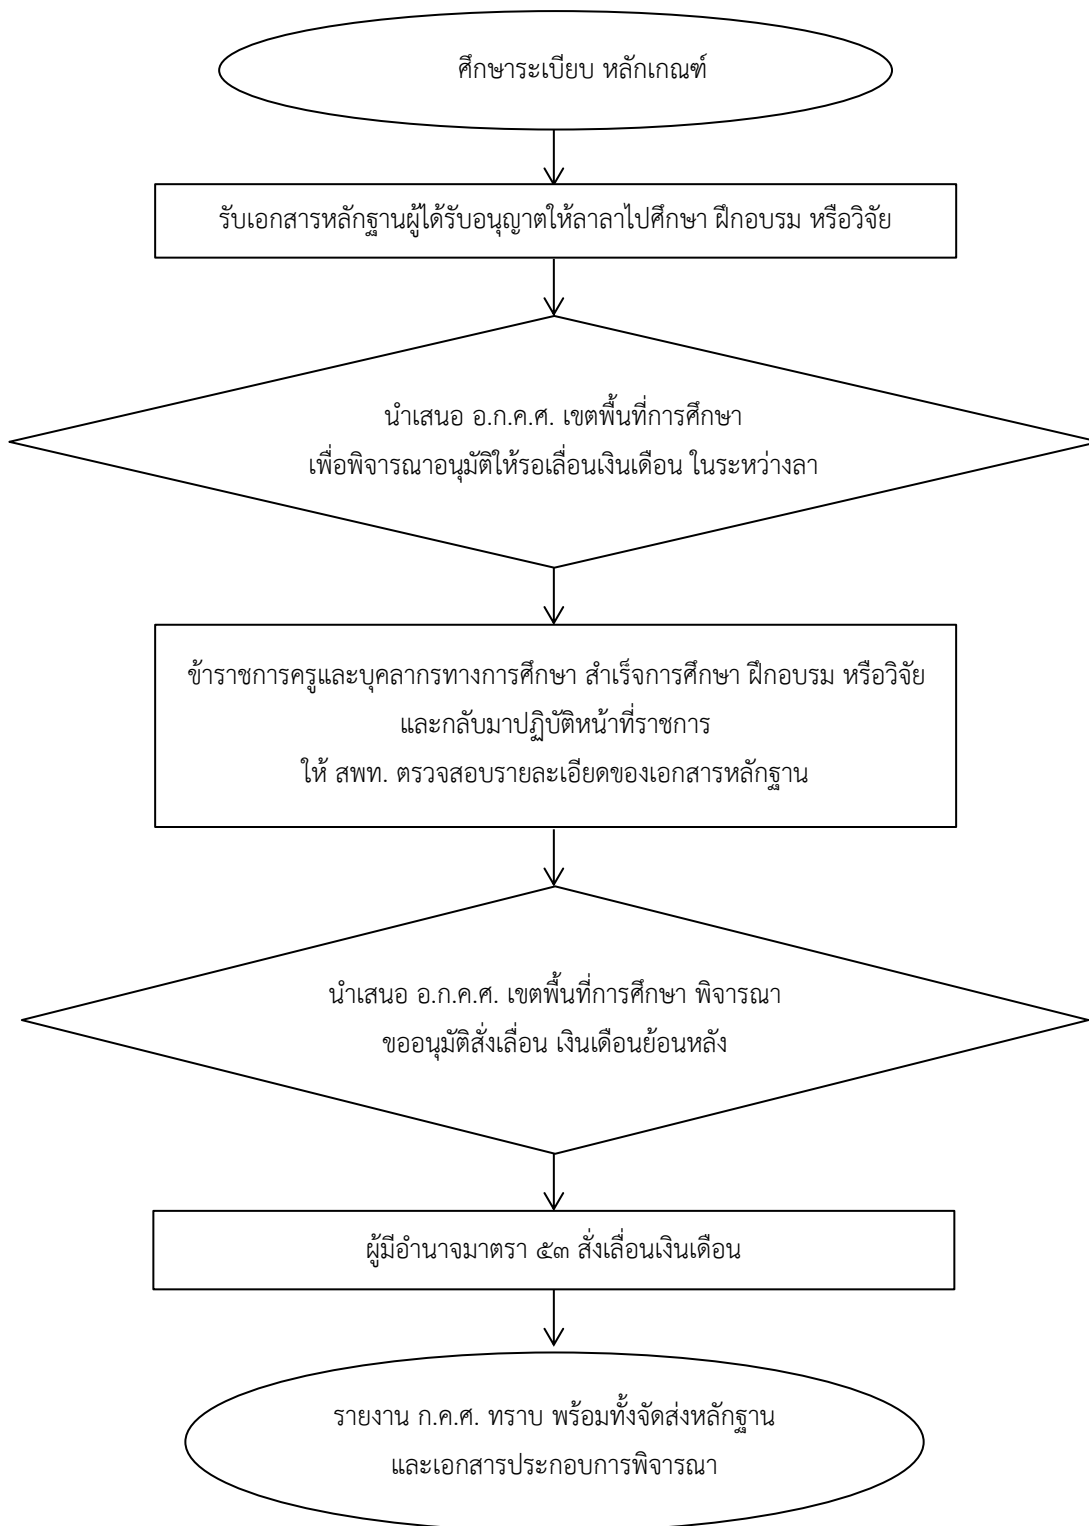 ศึกษาระเบียบ หลักเกณฑ์
รับเอกสารหลักฐานผู้ได้รับอนุญาตให้ลาลาไปศึกษา ฝึกอบรม หรือวิจัย
นำเสนอ อ.ก.ค.ศ. เขตพื้นที่การศึกษา
เพื่อพิจารณาอนุมัติให้รอเลื่อนเงินเดือน ในระหว่างลา
ข้าราชการครูและบุคลากรทางการศึกษา สำเร็จการศึกษา ฝึกอบรม หรือวิจัย
และกลับมาปฏิบัติหน้าที่ราชการ
ให้ สพท. ตรวจสอบรายละเอียดของเอกสารหลักฐาน
นำเสนอ อ.ก.ค.ศ. เขตพื้นที่การศึกษา พิจารณา
ขออนุมัติสั่งเลื่อน เงินเดือนย้อนหลัง
ผู้มีอำนาจมาตรา ๕๓ สั่งเลื่อนเงินเดือน
รายงาน ก.ค.ศ. ทราบ พร้อมทั้งจัดส่งหลักฐาน
และเอกสารประกอบการพิจารณา